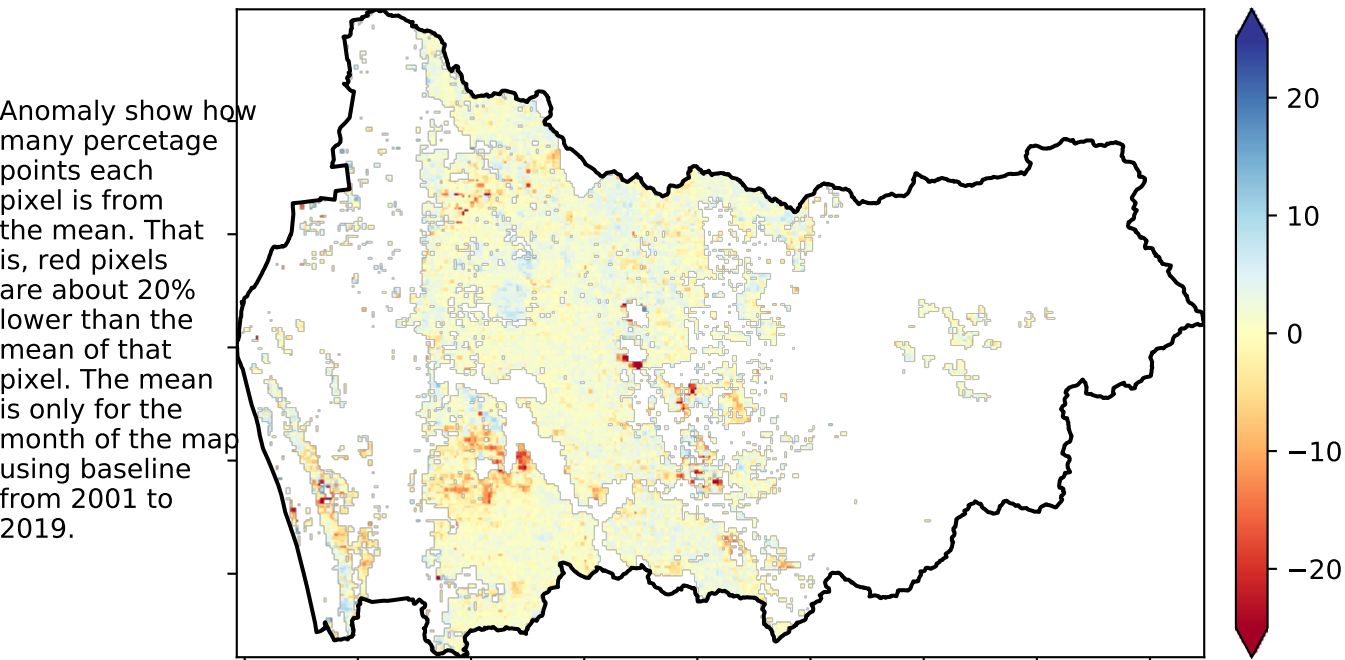 Anomaly show how
many percetage
points each
pixel is from
the mean. That
is, red pixels
are about 20%
lower than the
mean of that
pixel. The mean
is only for the
month of the map
using baseline
from 2001 to
2019.
20
10
0
−10
−20